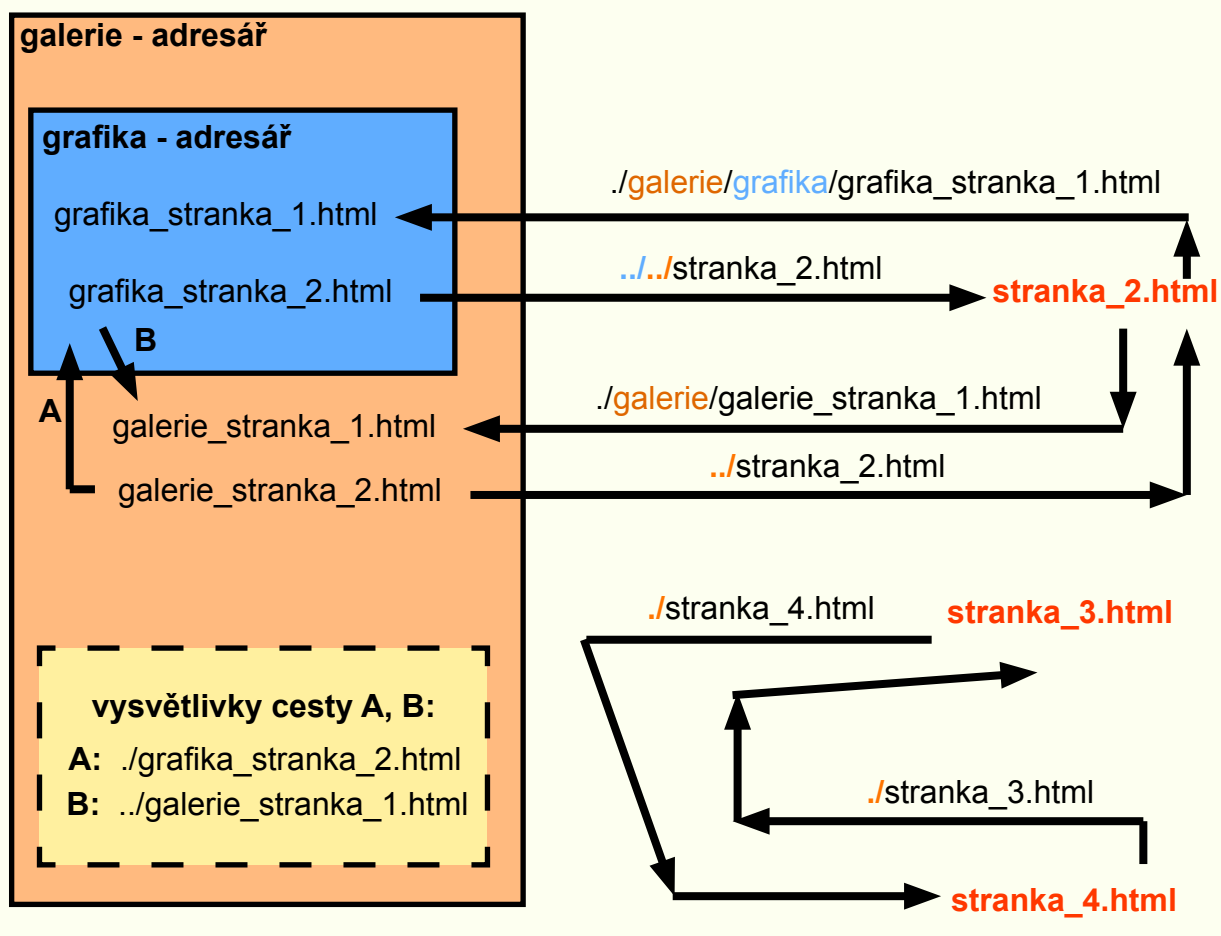 galerie - adresář
grafika - adresář
grafika_stranka_1.html
grafika_stranka_2.html
B
A
galerie_stranka_1.html
galerie_stranka_2.html
vysvětlivky cesty A, B:
A: ./grafika_stranka_2.html
B: ../galerie_stranka_1.html
./galerie/grafika/grafika_stranka_1.html
../../stranka_2.html
stranka_2.html
./galerie/galerie_stranka_1.html
../stranka_2.html
./stranka_4.html
stranka_3.html
./stranka_3.html
stranka_4.html